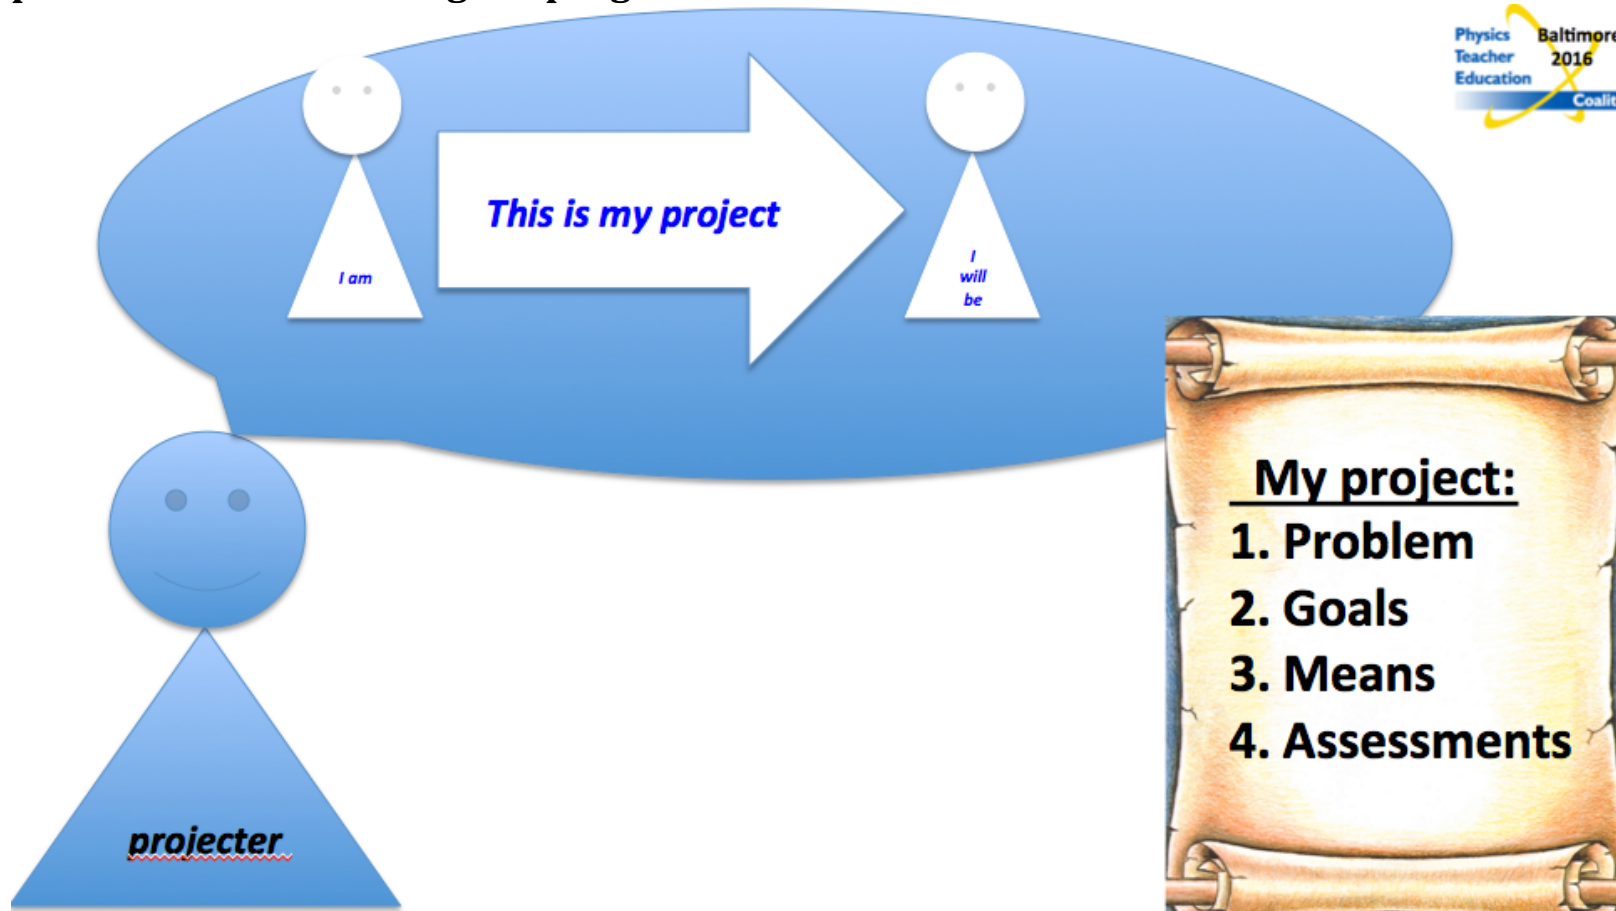 Physics
Teacher
Education
Baltimore
2016
Coalit
This is my project
I am
I
will
be
My project:
1. Problem
2. Goals
3. Means
4. Assessments
projecter